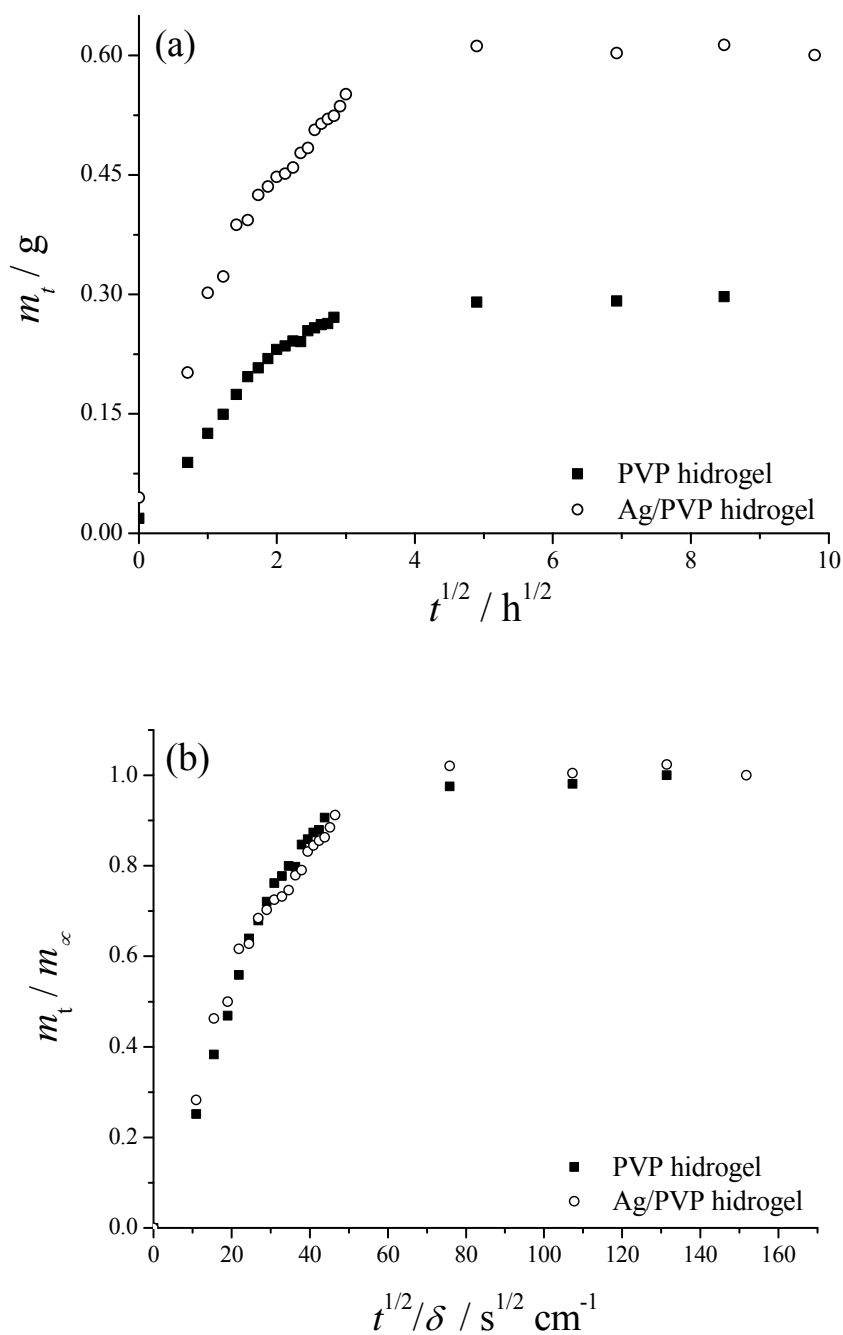 (a)
0.60
0.45
0.30
0.15
0.00
m_t / g
PVP hidrogel
Ag/PVP hidrogel
0 2 4 6 8 10
t^{1/2} / h^{1/2}
(b)
1.0
0.8
0.6
0.4
0.2
0.0
m_t / m_∝
PVP hidrogel
Ag/PVP hidrogel
0 20 40 60 80 100 120 140 160
t^{1/2}/δ / s^{1/2} cm^{-1}